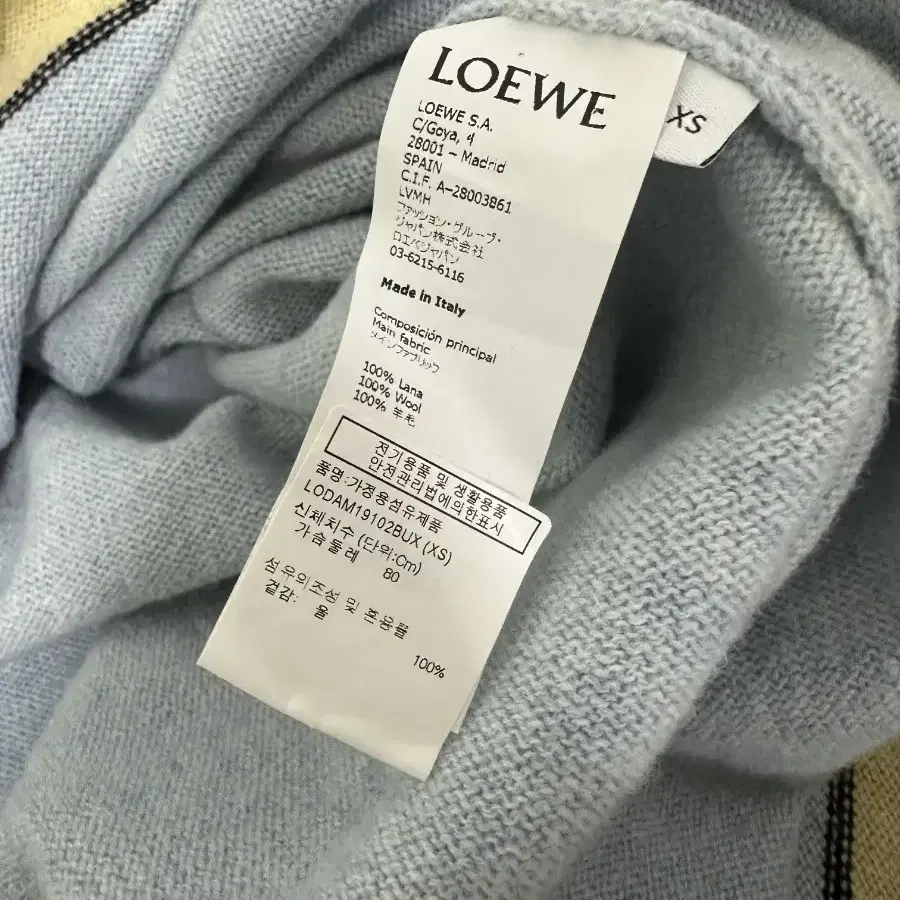 LOEWE
XS
LOEWE S.A.
C/Goya, 4
28001 – Madrid
SPAIN
C.I.F. A-28003861
LVMH
ファッション・グループ・
ジャパン株式会社
ロエベジャパン
03-6215-6116
Made in Italy
Composición principal
Main fabric
メインファブリック
100% Lana
100% Wool
100% 羊毛
전기용품 및 생활용품
안전관리법에의한표시
품명:가정용섬유제품
LODAM19102BUX (XS)
신체치수 (단위:Cm)
가슴둘레 80
섬유의조성 및 혼용률
겉감: 울
100%